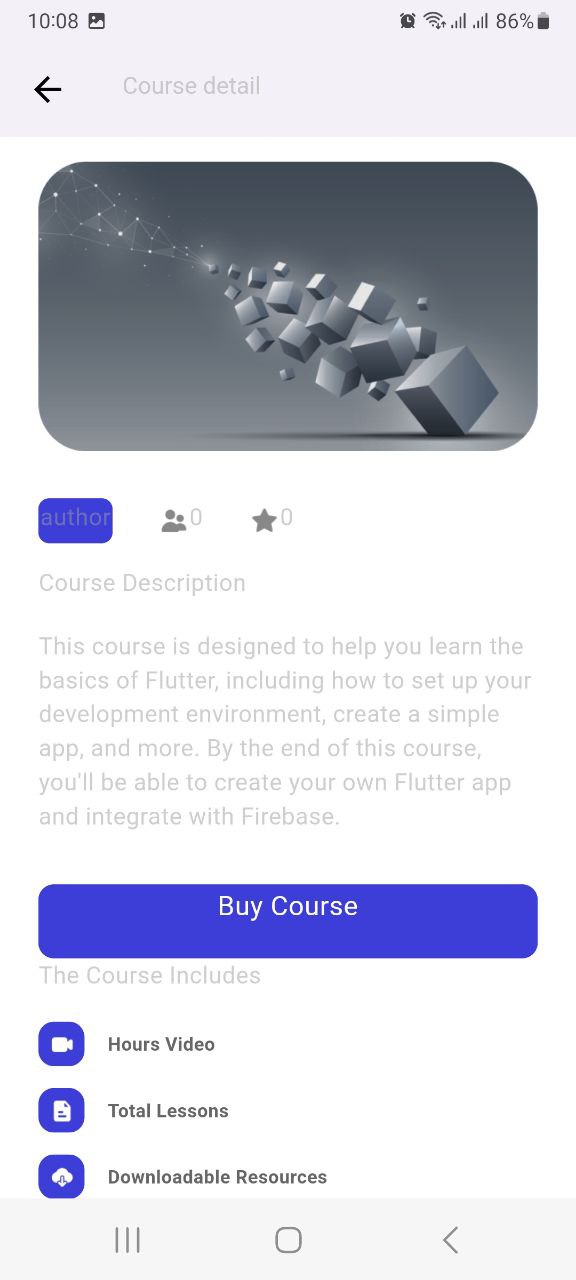 10:08 86%
Course detail
author 0 0
Course Description
This course is designed to help you learn the
basics of Flutter, including how to set up your
development environment, create a simple
app, and more. By the end of this course,
you'll be able to create your own Flutter app
and integrate with Firebase.
Buy Course
The Course Includes
Hours Video
Total Lessons
Downloadable Resources